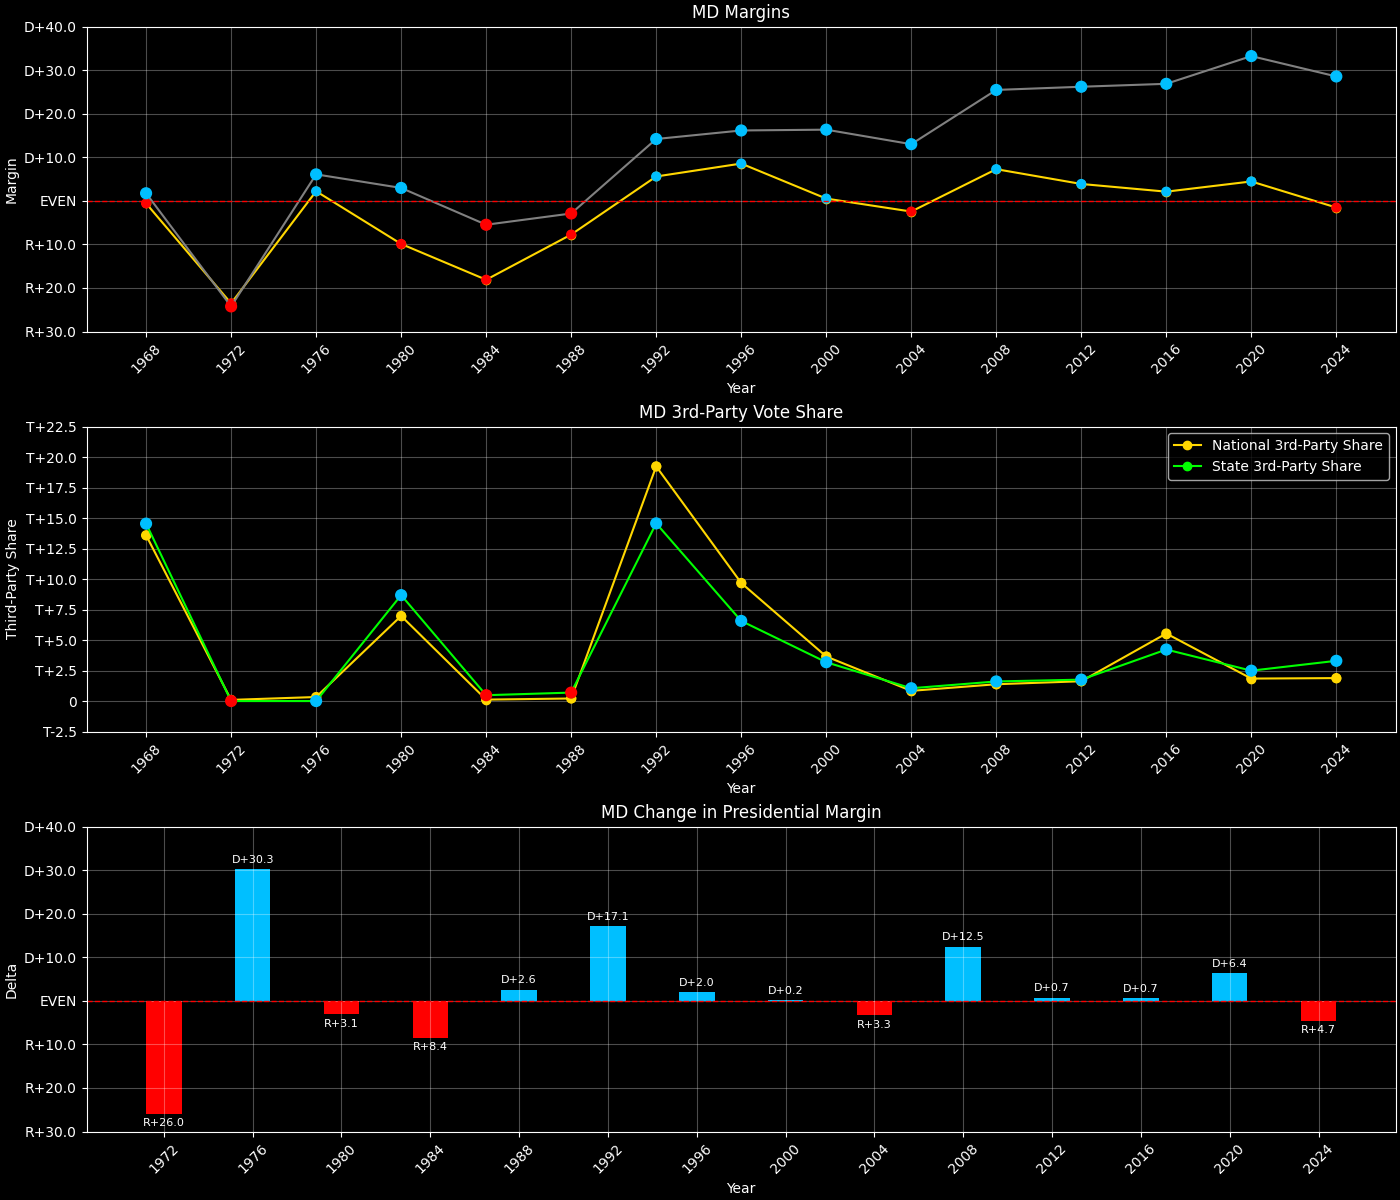 MD Margins
D+40.0
D+30.0
D+20.0
D+10.0
EVEN
R+10.0
R+20.0
R+30.0
Margin
1968 1972 1976 1980 1984 1988 1992 1996 2000 2004 2008 2012 2016 2020 2024
Year
MD 3rd-Party Vote Share
T+22.5
T+20.0
T+17.5
T+15.0
T+12.5
T+10.0
T+7.5
T+5.0
T+2.5
0
T-2.5
Third-Party Share
National 3rd-Party Share
State 3rd-Party Share
1968 1972 1976 1980 1984 1988 1992 1996 2000 2004 2008 2012 2016 2020 2024
Year
MD Change in Presidential Margin
D+40.0
D+30.0
D+20.0
D+10.0
EVEN
R+10.0
R+20.0
R+30.0
Delta
R+26.0
D+30.3
R+3.1
R+8.4
D+2.6
D+17.1
D+2.0
D+0.2
R+3.3
D+12.5
D+0.7
D+0.7
D+6.4
R+4.7
1972 1976 1980 1984 1988 1992 1996 2000 2004 2008 2012 2016 2020 2024
Year